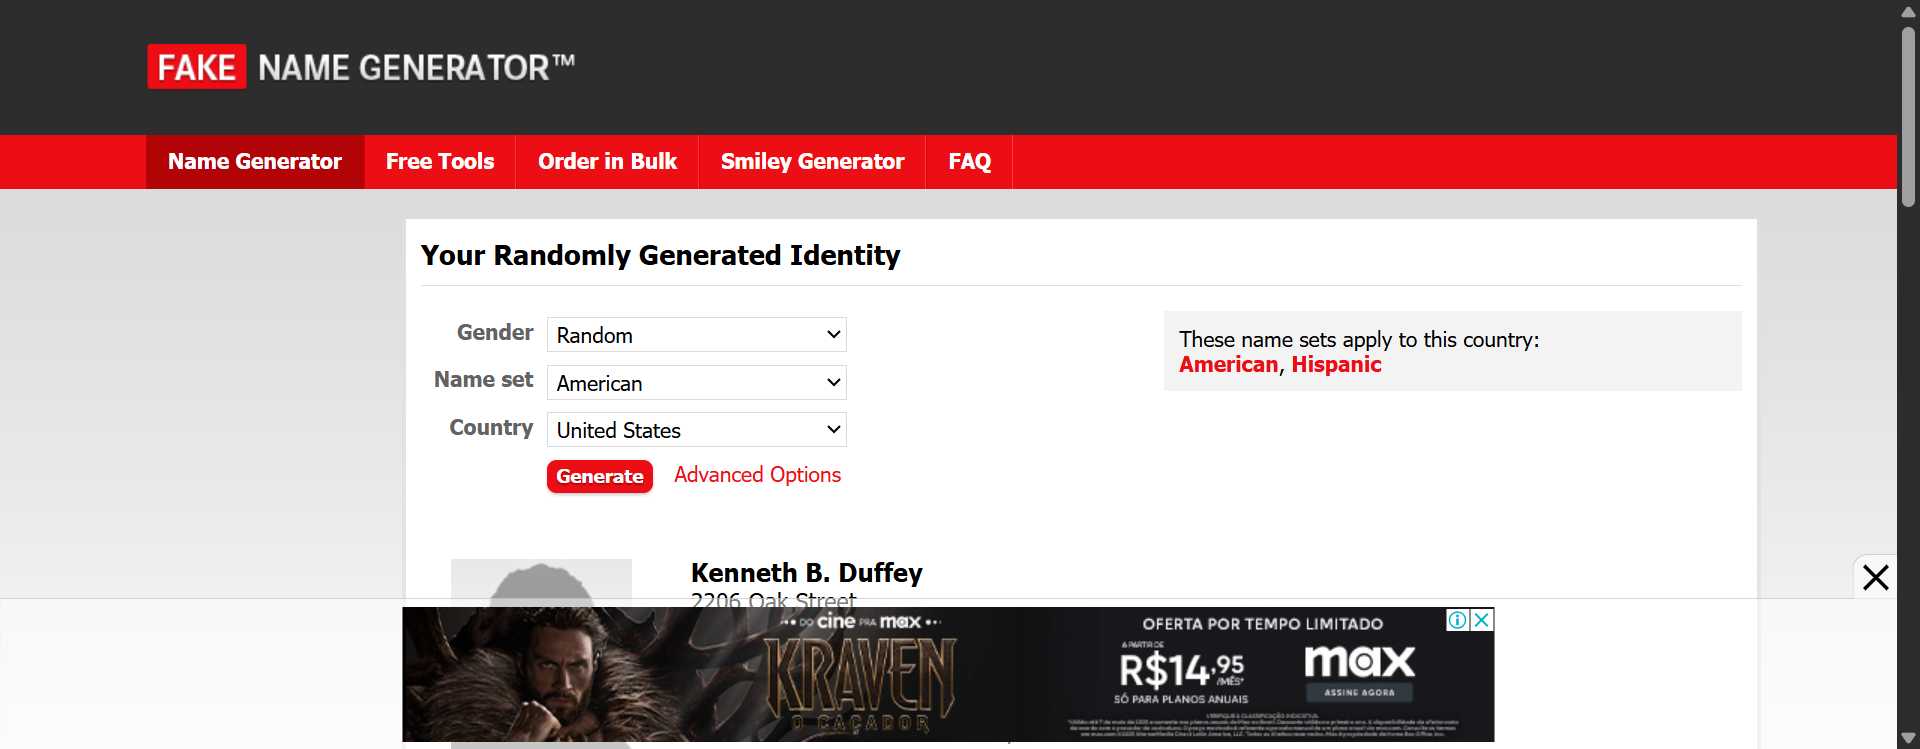 FAKE NAME GENERATOR™
Name Generator
Free Tools
Order in Bulk
Smiley Generator
FAQ
Your Randomly Generated Identity
Gender
Random
Name set
American
Country
United States
Generate
Advanced Options
These name sets apply to this country:
American, Hispanic
Kenneth B. Duffey
2206 Oak Street
DO cine PRA max
KRAVEN
O CAÇADOR
OFERTA POR TEMPO LIMITADO
A PARTIR DE
R$14,95
/MÊS*
SÓ PARA PLANOS ANUAIS
max
ASSINE AGORA
VERIFIQUE A CLASSIFICAÇÃO INDICATIVA